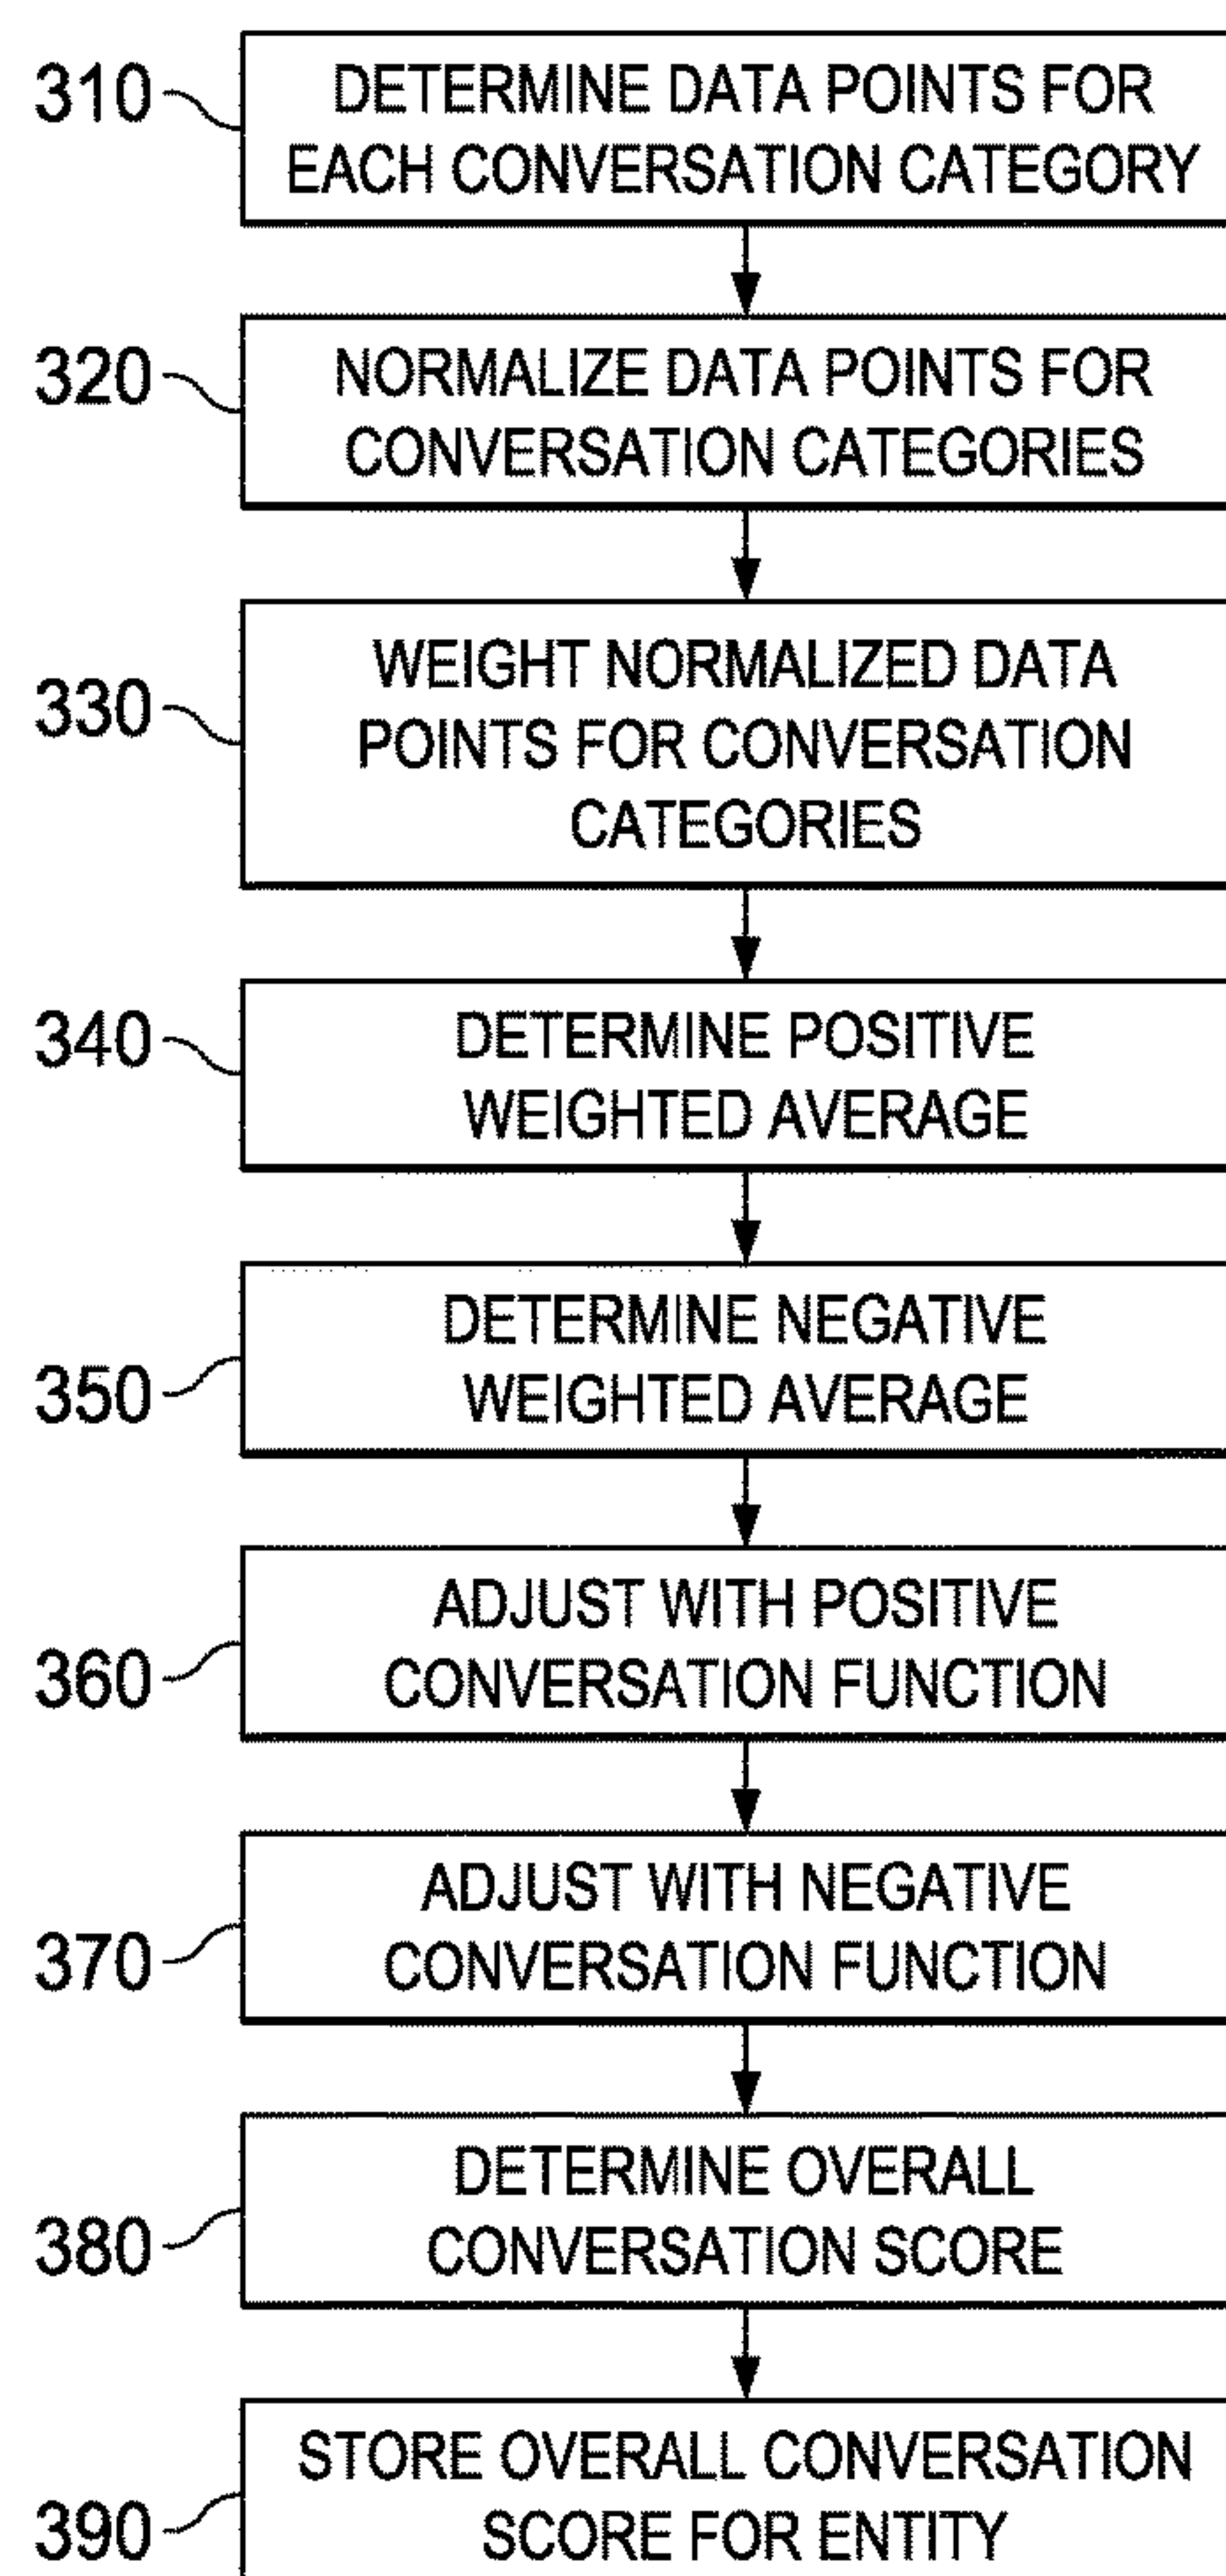 310
DETERMINE DATA POINTS FOR
EACH CONVERSATION CATEGORY
320
NORMALIZE DATA POINTS FOR
CONVERSATION CATEGORIES
330
WEIGHT NORMALIZED DATA
POINTS FOR CONVERSATION
CATEGORIES
340
DETERMINE POSITIVE
WEIGHTED AVERAGE
350
DETERMINE NEGATIVE
WEIGHTED AVERAGE
360
ADJUST WITH POSITIVE
CONVERSATION FUNCTION
370
ADJUST WITH NEGATIVE
CONVERSATION FUNCTION
380
DETERMINE OVERALL
CONVERSATION SCORE
390
STORE OVERALL CONVERSATION
SCORE FOR ENTITY